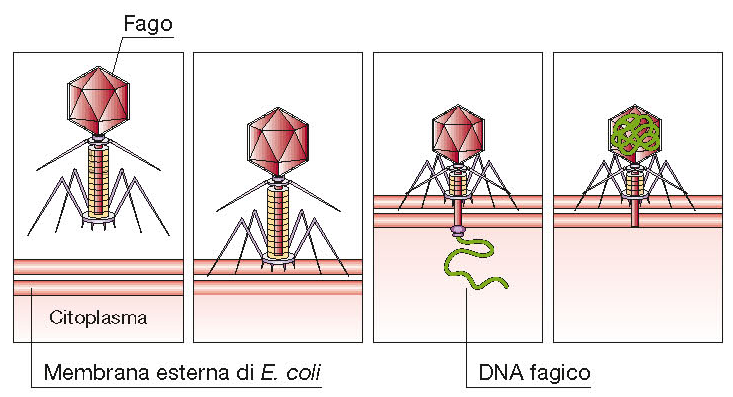 Fago
Citoplasma
Membrana esterna di E. coli
DNA fagico